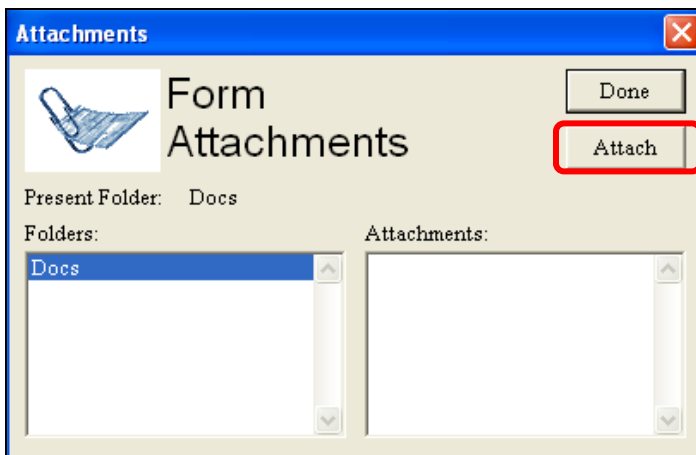 Attachments
Form
Attachments
Done
Attach
Present Folder: Docs
Folders:
Attachments:
Docs